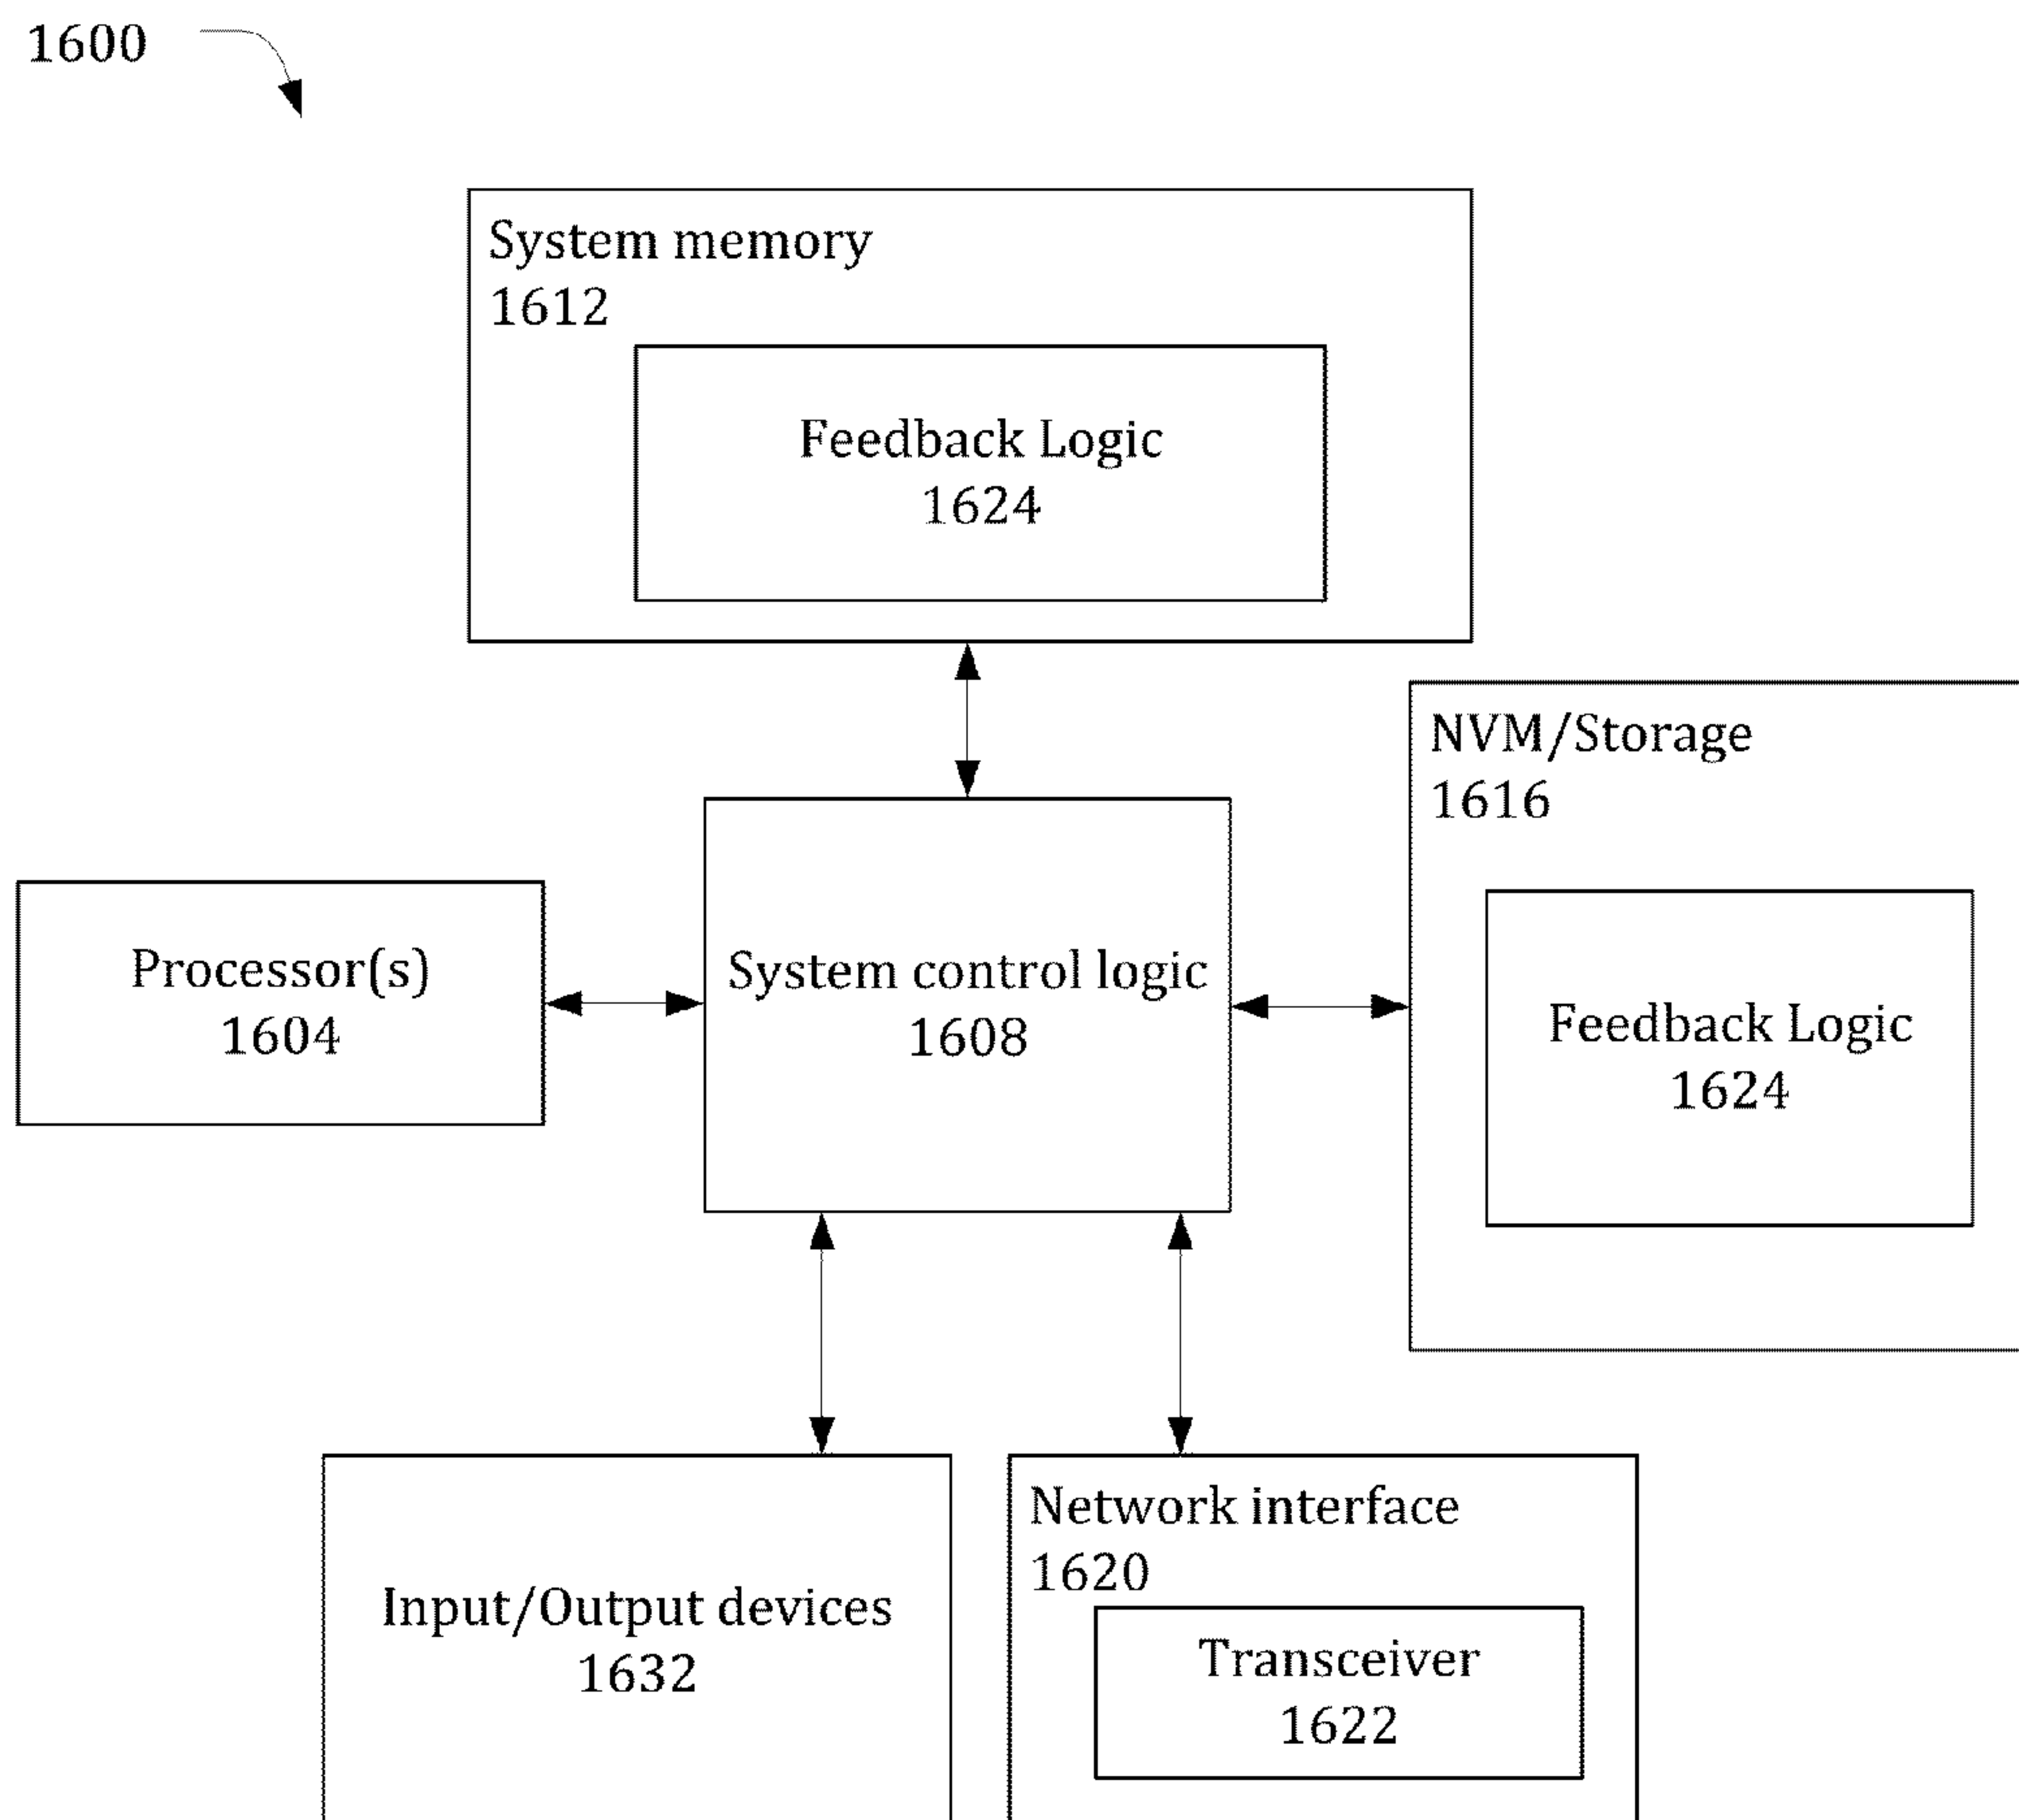 1600
System memory
1612
Feedback Logic
1624
NVM/Storage
1616
Feedback Logic
1624
Processor(s)
1604
System control logic
1608
Input/Output devices
1632
Network interface
1620
Transceiver
1622